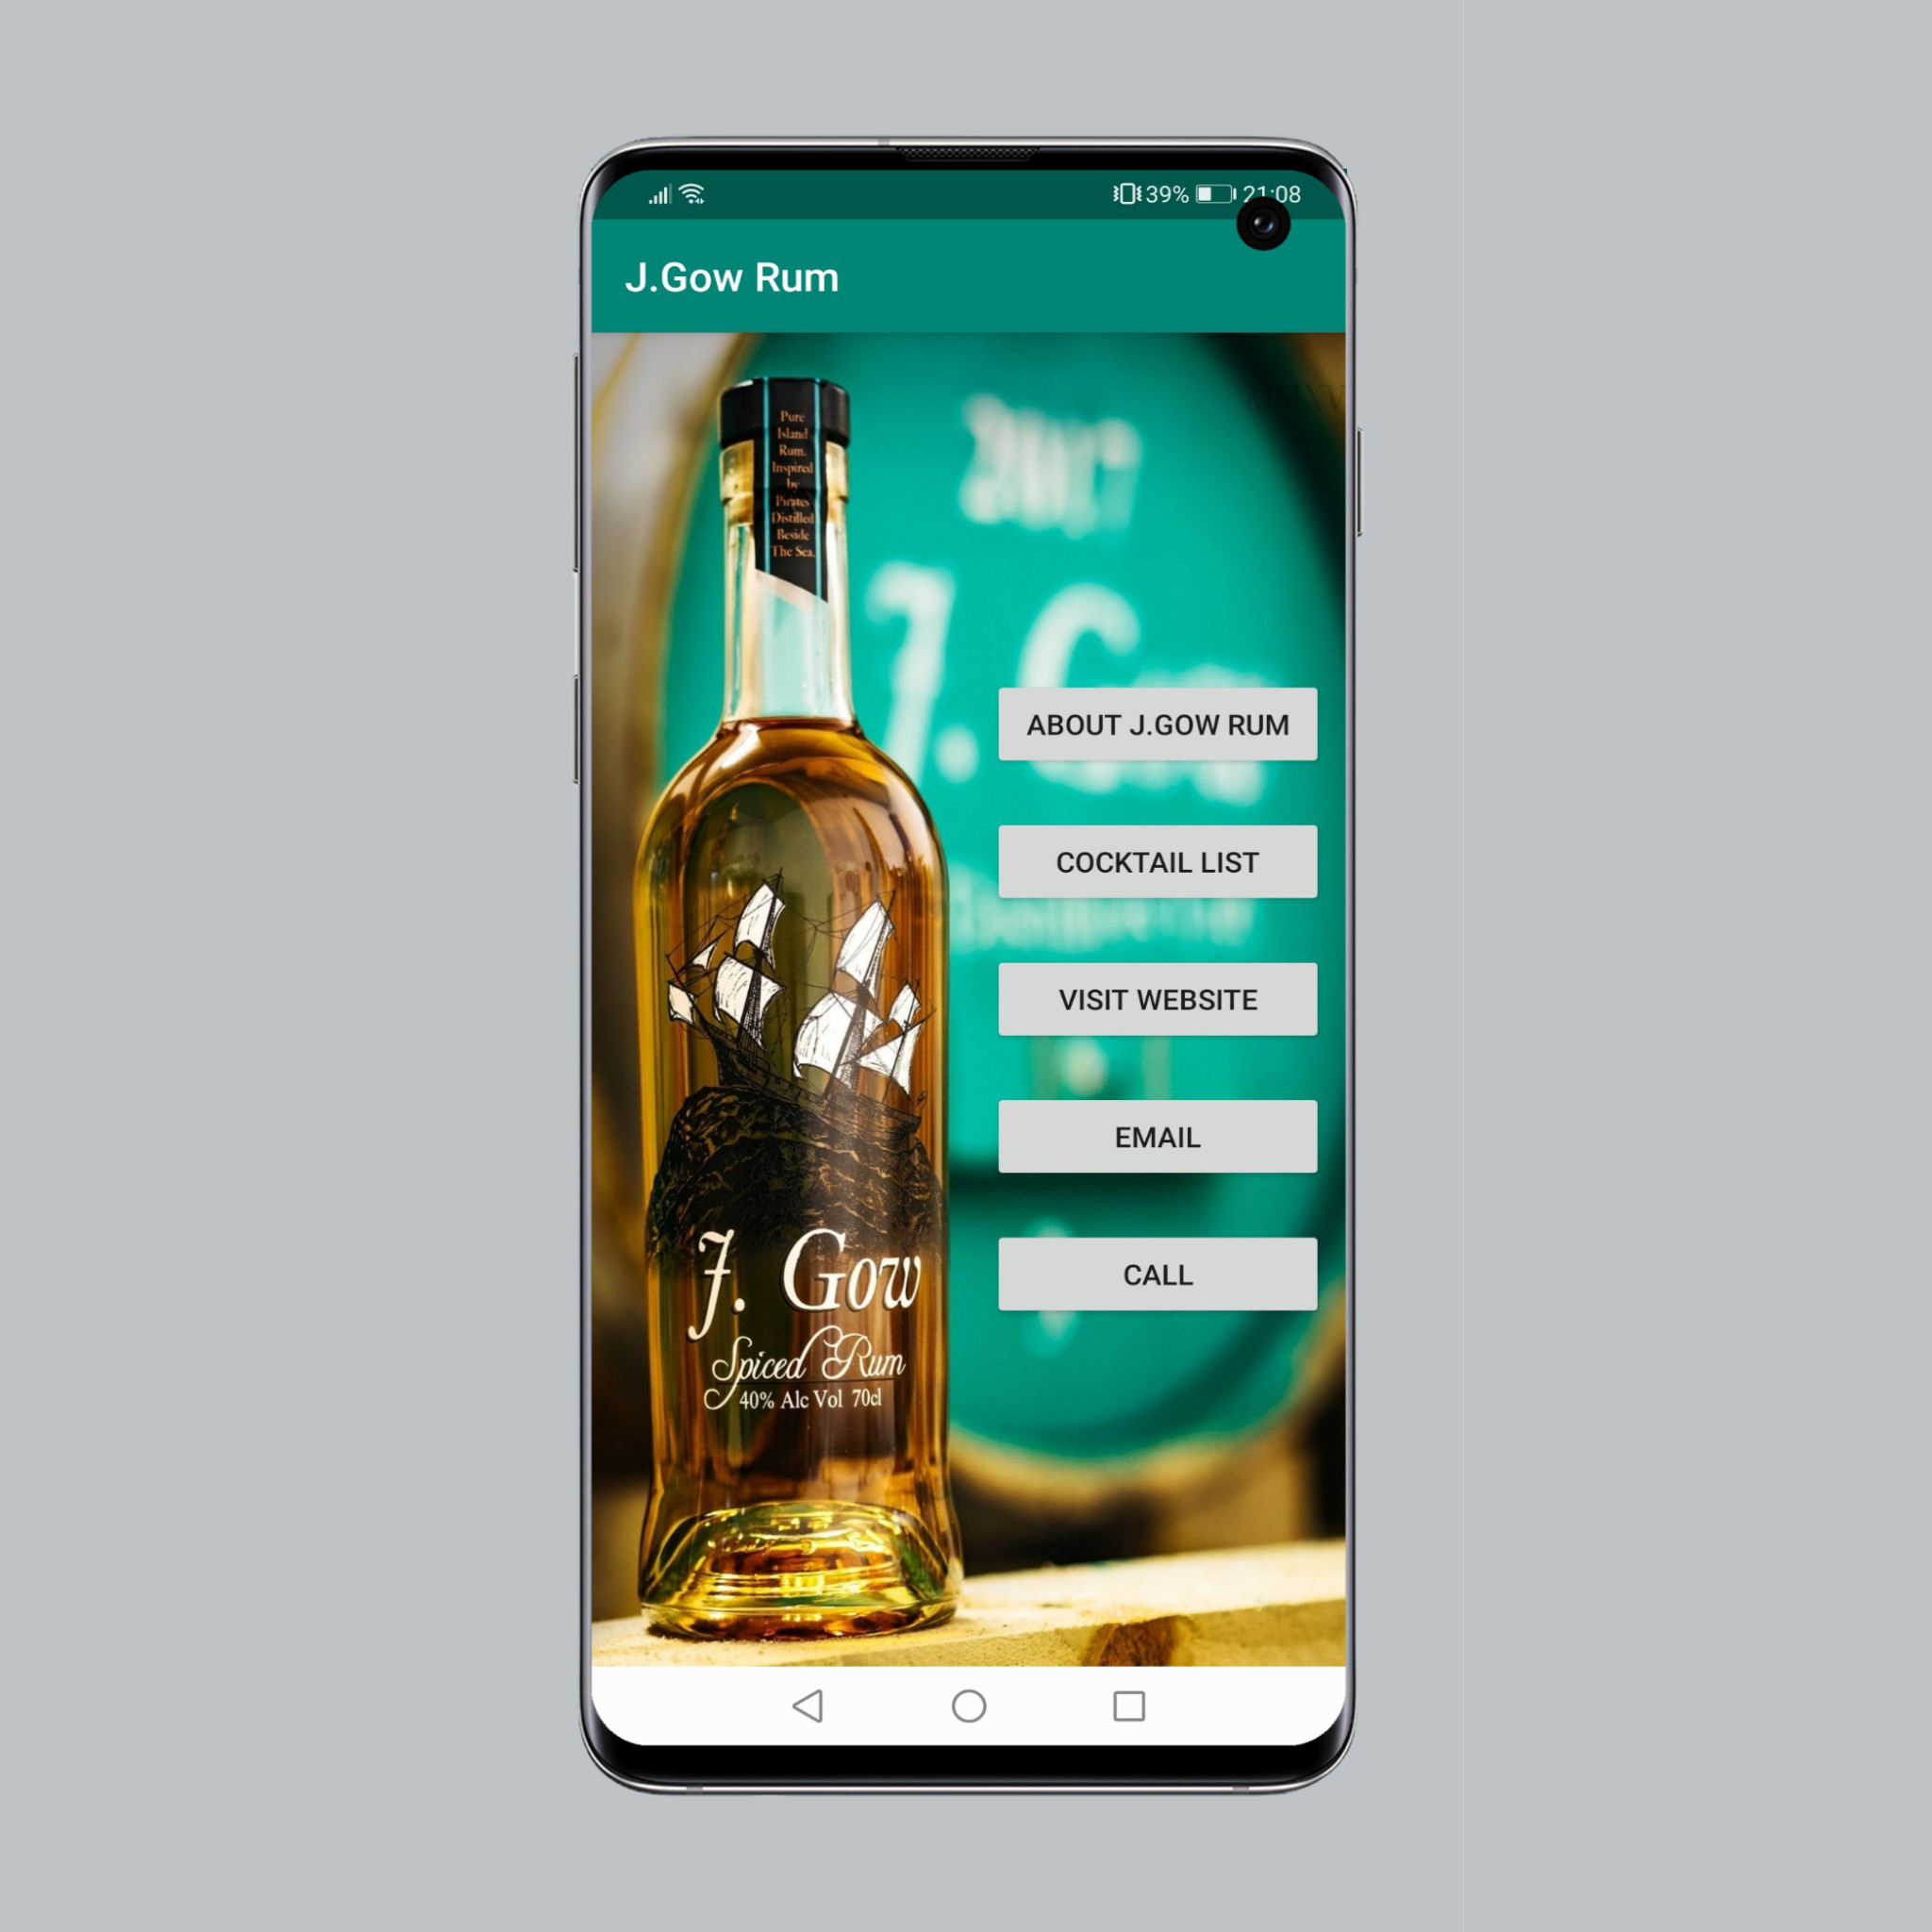 39% 21:08
J.Gow Rum
Pure
Island
Rum.
Inspired
by
Pirates
Distilled
Beside
The Sea.
J. Gow
ABOUT J.GOW RUM
COCKTAIL LIST
VISIT WEBSITE
EMAIL
CALL
J. Gow
Spiced Rum
40% Alc Vol 70cl